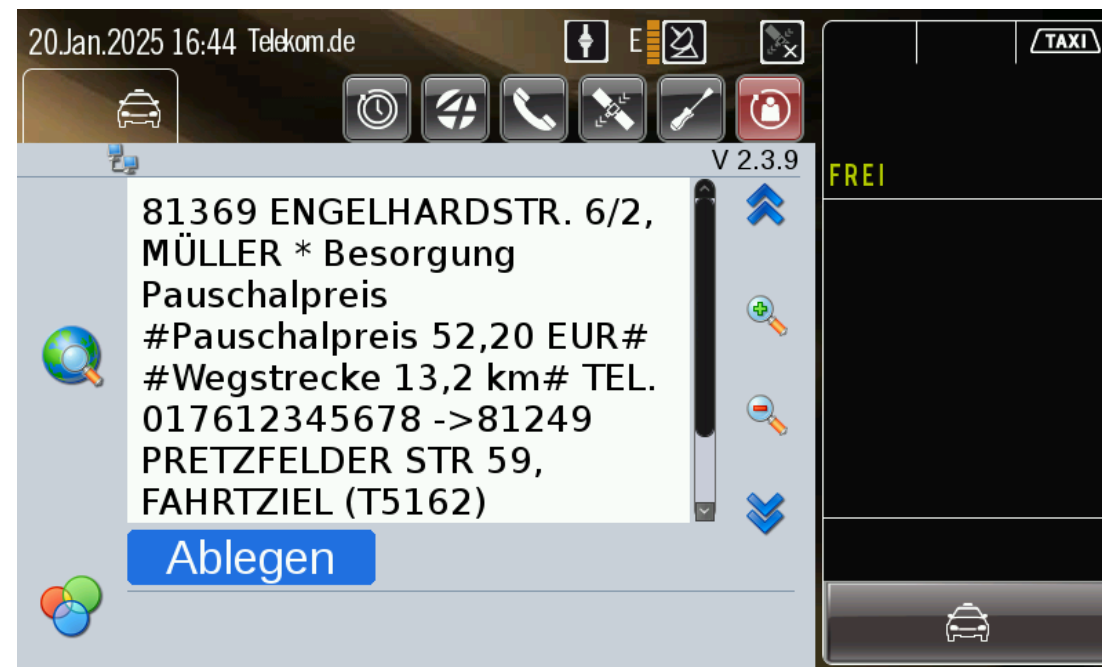 20.Jan.2025 16:44 Telekom.de
E
TAXI
V 2.3.9
FREI
81369 ENGELHARDSTR. 6/2,
MÜLLER * Besorgung
Pauschalpreis
#Pauschalpreis 52,20 EUR#
#Wegstrecke 13,2 km# TEL.
017612345678 ->81249
PRETZFELDER STR 59,
FAHRTZIEL (T5162)
Ablegen